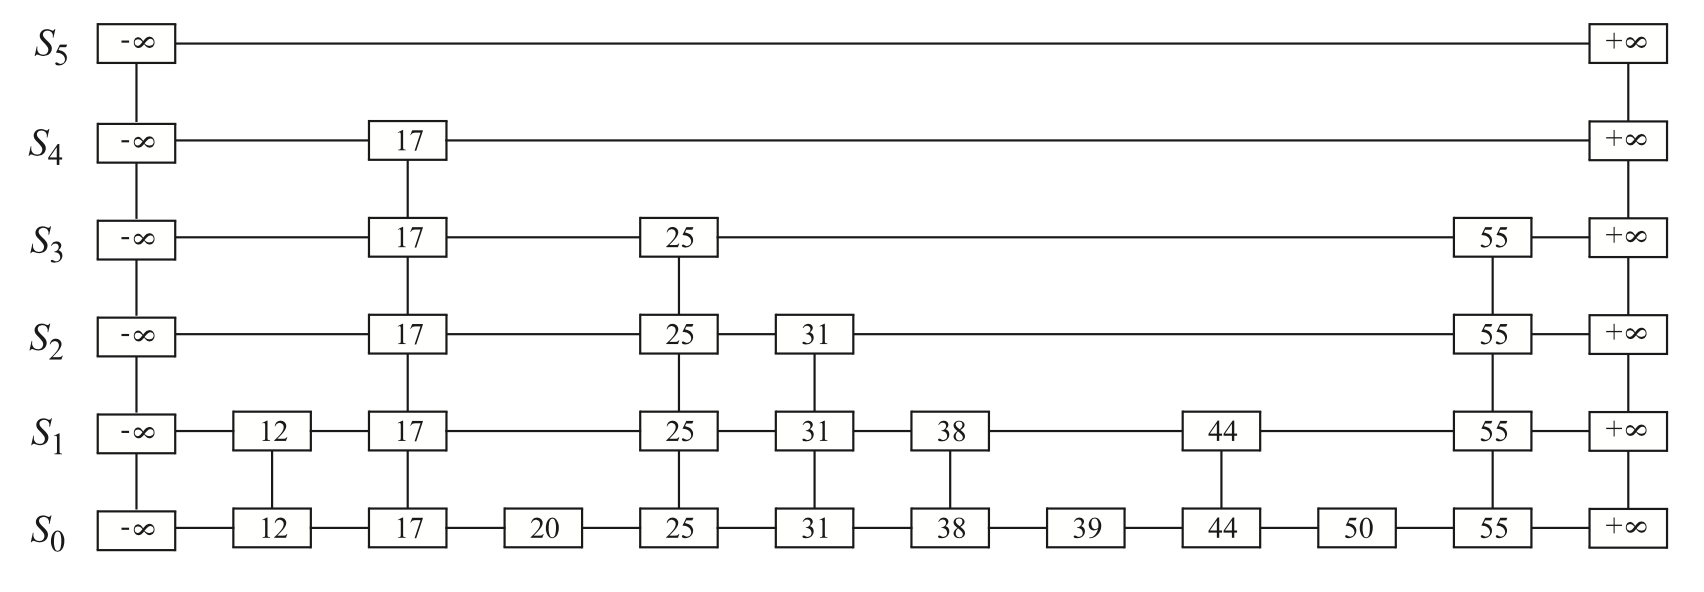 S5 -∞ +∞
S4 -∞ 17 +∞
S3 -∞ 17 25 55 +∞
S2 -∞ 17 25 31 55 +∞
S1 -∞ 12 17 25 31 38 44 55 +∞
S0 -∞ 12 17 20 25 31 38 39 44 50 55 +∞